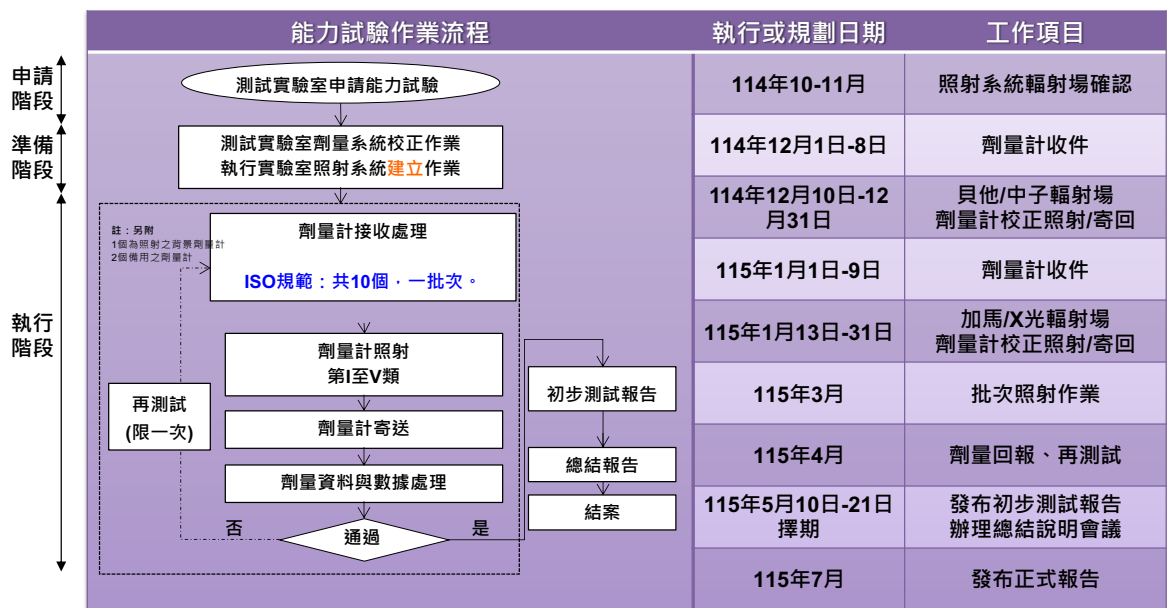 能力試驗作業流程
執行或規劃日期
工作項目
申請
階段
準備
階段
執行
階段
測試實驗室申請能力試驗
測試實驗室劑量系統校正作業
執行實驗室照射系統建立作業
註：另附
1個為照射之背景劑量計
2個備用之劑量計
劑量計接收處理
ISO規範：共10個，一批次。
劑量計照射
第I至V類
劑量計寄送
劑量資料與數據處理
通過
否
是
再測試
(限一次)
初步測試報告
總結報告
結案
114年10-11月
照射系統輻射場確認
114年12月1日-8日
劑量計收件
114年12月10日-12
月31日
貝他/中子輻射場
劑量計校正照射/寄回
115年1月1日-9日
劑量計收件
115年1月13日-31日
加馬/X光輻射場
劑量計校正照射/寄回
115年3月
批次照射作業
115年4月
劑量回報、再測試
115年5月10日-21日
擇期
發布初步測試報告
辦理總結說明會議
115年7月
發布正式報告